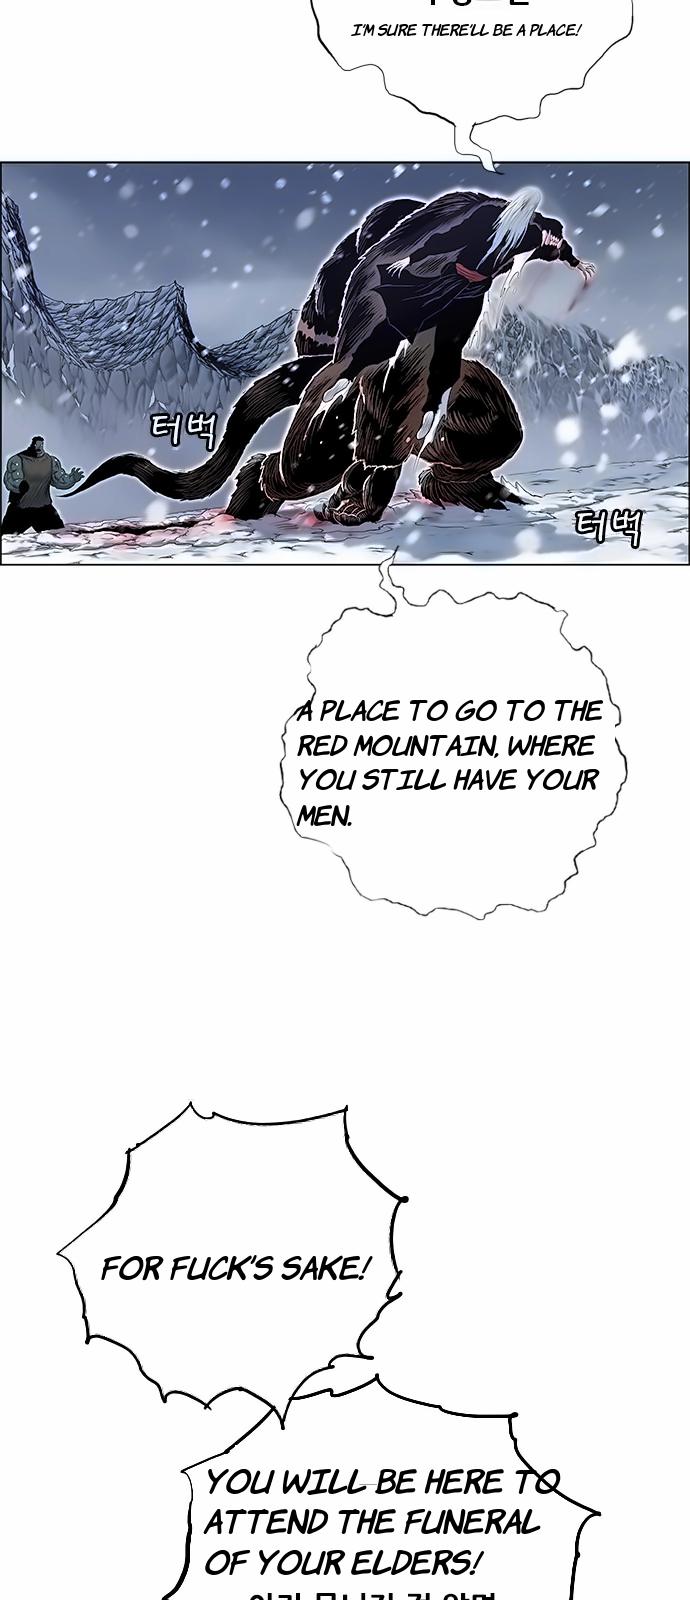 I'M SURE THERE'LL BE A PLACE!
터벅
터벅
A PLACE TO GO TO THE
RED MOUNTAIN, WHERE
YOU STILL HAVE YOUR
MEN.
FOR FUCK'S SAKE!
YOU WILL BE HERE TO
ATTEND THE FUNERAL
OF YOUR ELDERS!